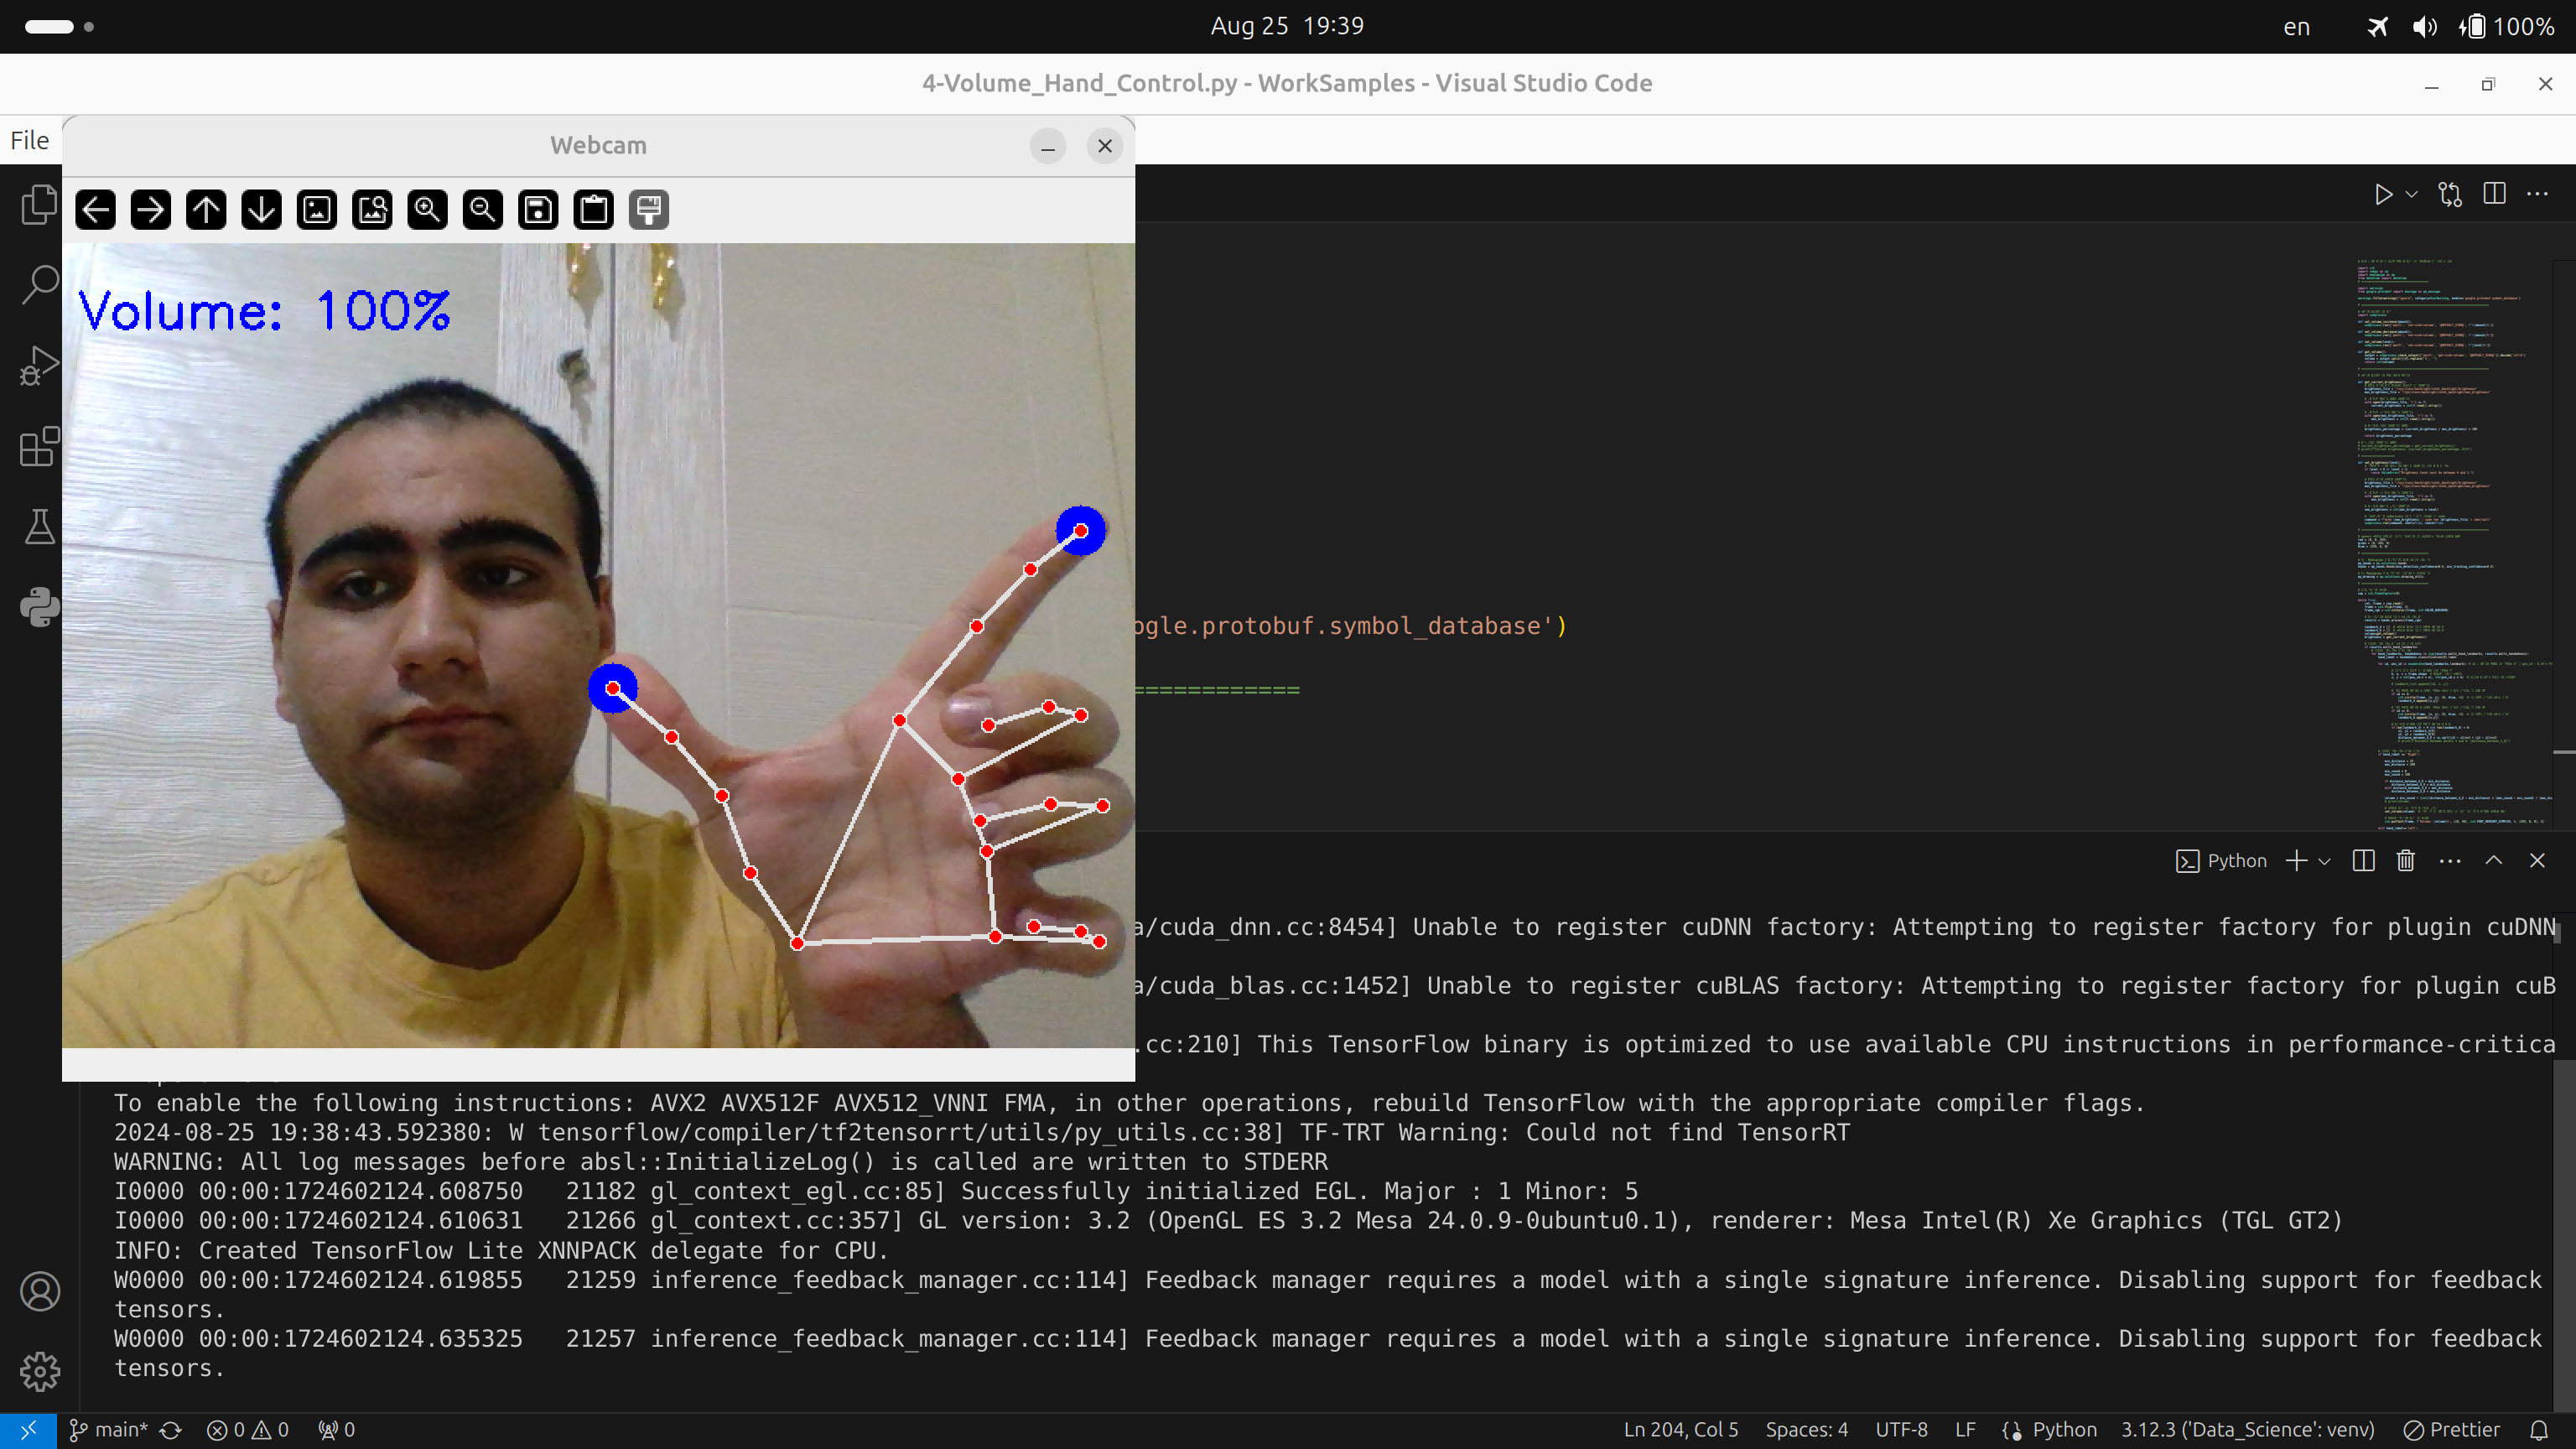 Aug 25  19:39
en
100%
4-Volume_Hand_Control.py - WorkSamples - Visual Studio Code
File
Webcam
Volume: 100%
ogle.protobuf.symbol_database')
============
Python
a/cuda_dnn.cc:8454] Unable to register cuDNN factory: Attempting to register factory for plugin cuDNN
a/cuda_blas.cc:1452] Unable to register cuBLAS factory: Attempting to register factory for plugin cuB
.cc:210] This TensorFlow binary is optimized to use available CPU instructions in performance-critica
To enable the following instructions: AVX2 AVX512F AVX512_VNNI FMA, in other operations, rebuild TensorFlow with the appropriate compiler flags.
2024-08-25 19:38:43.592380: W tensorflow/compiler/tf2tensorrt/utils/py_utils.cc:38] TF-TRT Warning: Could not find TensorRT
WARNING: All log messages before absl::InitializeLog() is called are written to STDERR
I0000 00:00:1724602124.608750   21182 gl_context_egl.cc:85] Successfully initialized EGL. Major : 1 Minor: 5
I0000 00:00:1724602124.610631   21266 gl_context.cc:357] GL version: 3.2 (OpenGL ES 3.2 Mesa 24.0.9-0ubuntu0.1), renderer: Mesa Intel(R) Xe Graphics (TGL GT2)
INFO: Created TensorFlow Lite XNNPACK delegate for CPU.
W0000 00:00:1724602124.619855   21259 inference_feedback_manager.cc:114] Feedback manager requires a model with a single signature inference. Disabling support for feedback
tensors.
W0000 00:00:1724602124.635325   21257 inference_feedback_manager.cc:114] Feedback manager requires a model with a single signature inference. Disabling support for feedback
tensors.
main* 0 0 0 Ln 204, Col 5 Spaces: 4 UTF-8 LF Python 3.12.3 ('Data_Science': venv) Prettier